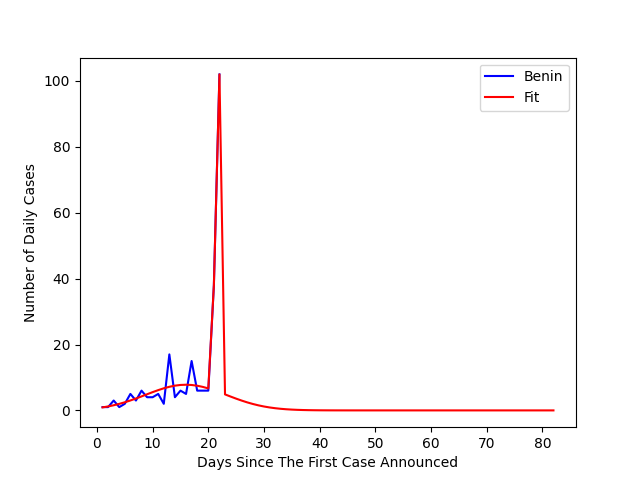 Benin
Fit
Number of Daily Cases
100
80
60
40
20
0
0 10 20 30 40 50 60 70 80
Days Since The First Case Announced